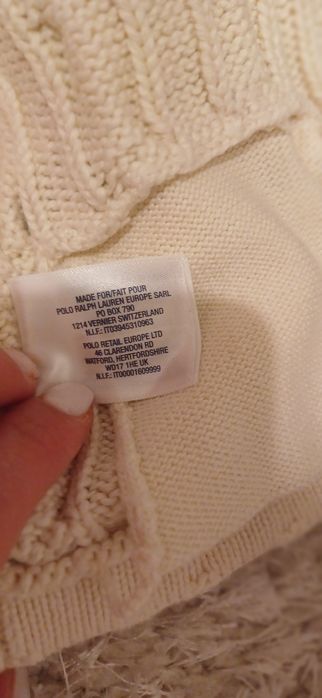 MADE FOR/FAIT POUR
POLO RALPH LAUREN EUROPE SARL
PO BOX 790
1214 VERNIER SWITZERLAND
N.I.F.: IT03945310963
POLO RETAIL EUROPE LTD
46 CLARENDON RD
WATFORD, HERTFORDSHIRE
WD17 1HE UK
N.I.F.: IT00001609999